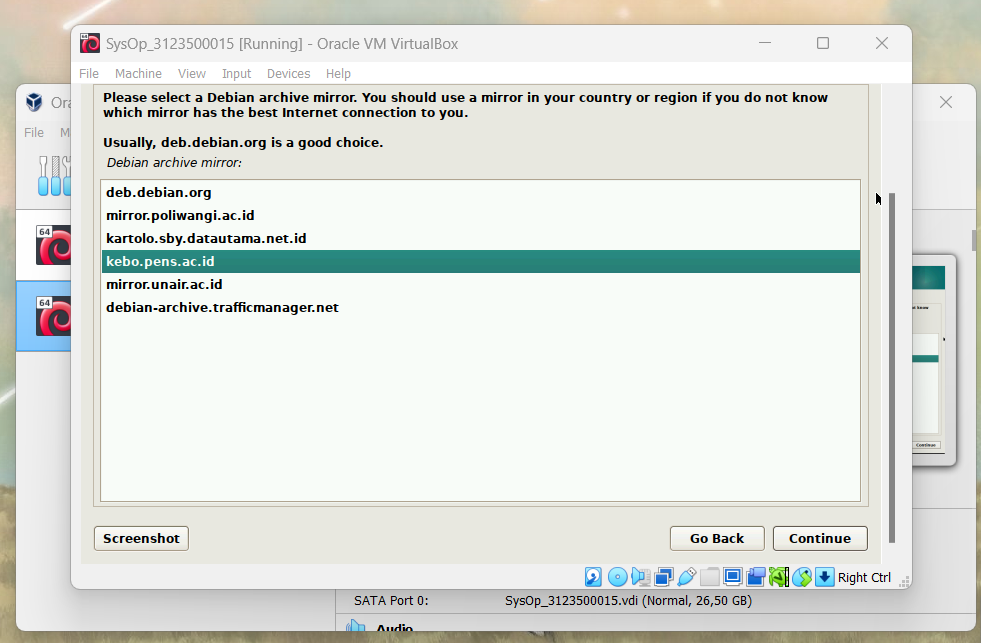 SysOp_3123500015 [Running] - Oracle VM VirtualBox
File Machine View Input Devices Help
Ora
File M
Please select a Debian archive mirror. You should use a mirror in your country or region if you do not know
which mirror has the best Internet connection to you.
Usually, deb.debian.org is a good choice.
Debian archive mirror:
deb.debian.org
mirror.poliwangi.ac.id
kartolo.sby.datautama.net.id
kebo.pens.ac.id
mirror.unair.ac.id
debian-archive.trafficmanager.net
64
64
64
Screenshot
Go Back
Continue
Continue
Right Ctrl
SATA Port 0: SysOp_3123500015.vdi (Normal, 26,50 GB)
Audio